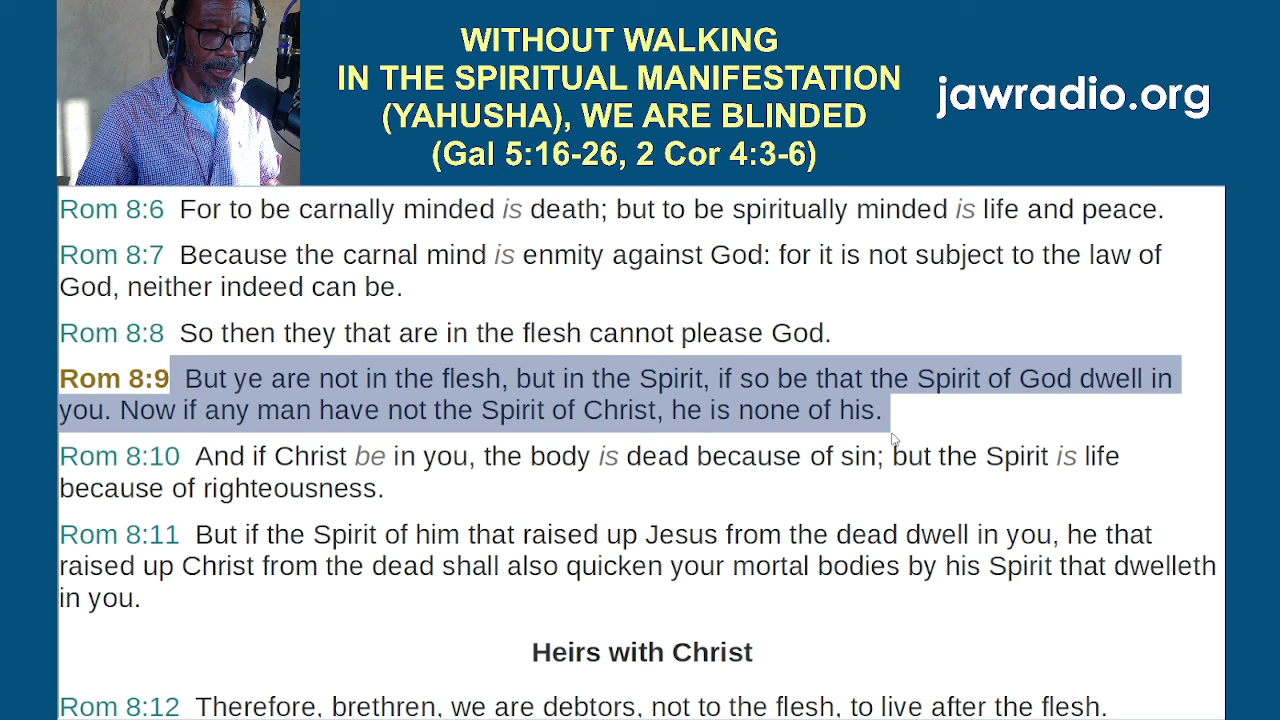 WITHOUT WALKING
IN THE SPIRITUAL MANIFESTATION
(YAHUSHA), WE ARE BLINDED
(Gal 5:16-26, 2 Cor 4:3-6)
jawradio.org
Rom 8:6 For to be carnally minded is death; but to be spiritually minded is life and peace.
Rom 8:7 Because the carnal mind is enmity against God: for it is not subject to the law of
God, neither indeed can be.
Rom 8:8 So then they that are in the flesh cannot please God.
Rom 8:9 But ye are not in the flesh, but in the Spirit, if so be that the Spirit of God dwell in
you. Now if any man have not the Spirit of Christ, he is none of his.
Rom 8:10 And if Christ be in you, the body is dead because of sin; but the Spirit is life
because of righteousness.
Rom 8:11 But if the Spirit of him that raised up Jesus from the dead dwell in you, he that
raised up Christ from the dead shall also quicken your mortal bodies by his Spirit that dwelleth
in you.
Heirs with Christ
Rom 8:12 Therefore, brethren, we are debtors, not to the flesh, to live after the flesh.